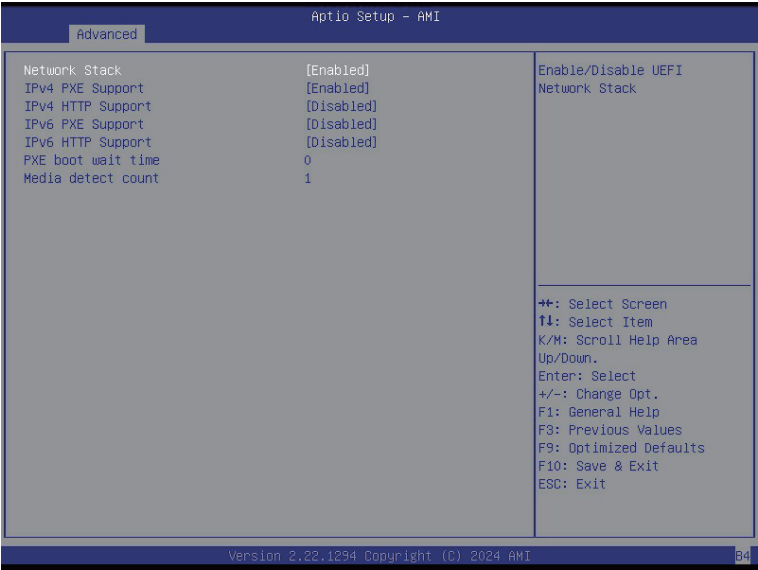 Aptio Setup – AMI
Advanced
Network Stack [Enabled]
IPv4 PXE Support [Enabled]
IPv4 HTTP Support [Disabled]
IPv6 PXE Support [Disabled]
IPv6 HTTP Support [Disabled]
PXE boot wait time 0
Media detect count 1
Enable/Disable UEFI
Network Stack
→←: Select Screen
↑↓: Select Item
K/M: Scroll Help Area
Up/Down.
Enter: Select
+/-: Change Opt.
F1: General Help
F3: Previous Values
F9: Optimized Defaults
F10: Save & Exit
ESC: Exit
Version 2.22.1294 Copyright (C) 2024 AMI
B4